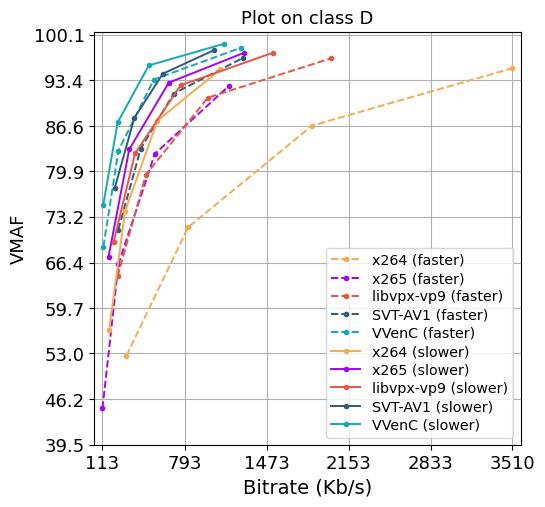 Plot on class D
100.1
93.4
86.6
79.9
73.2
66.4
59.7
53.0
46.2
39.5
VMAF
x264 (faster)
x265 (faster)
libvpx-vp9 (faster)
SVT-AV1 (faster)
VVenC (faster)
x264 (slower)
x265 (slower)
libvpx-vp9 (slower)
SVT-AV1 (slower)
VVenC (slower)
113 793 1473 2153 2833 3510
Bitrate (Kb/s)